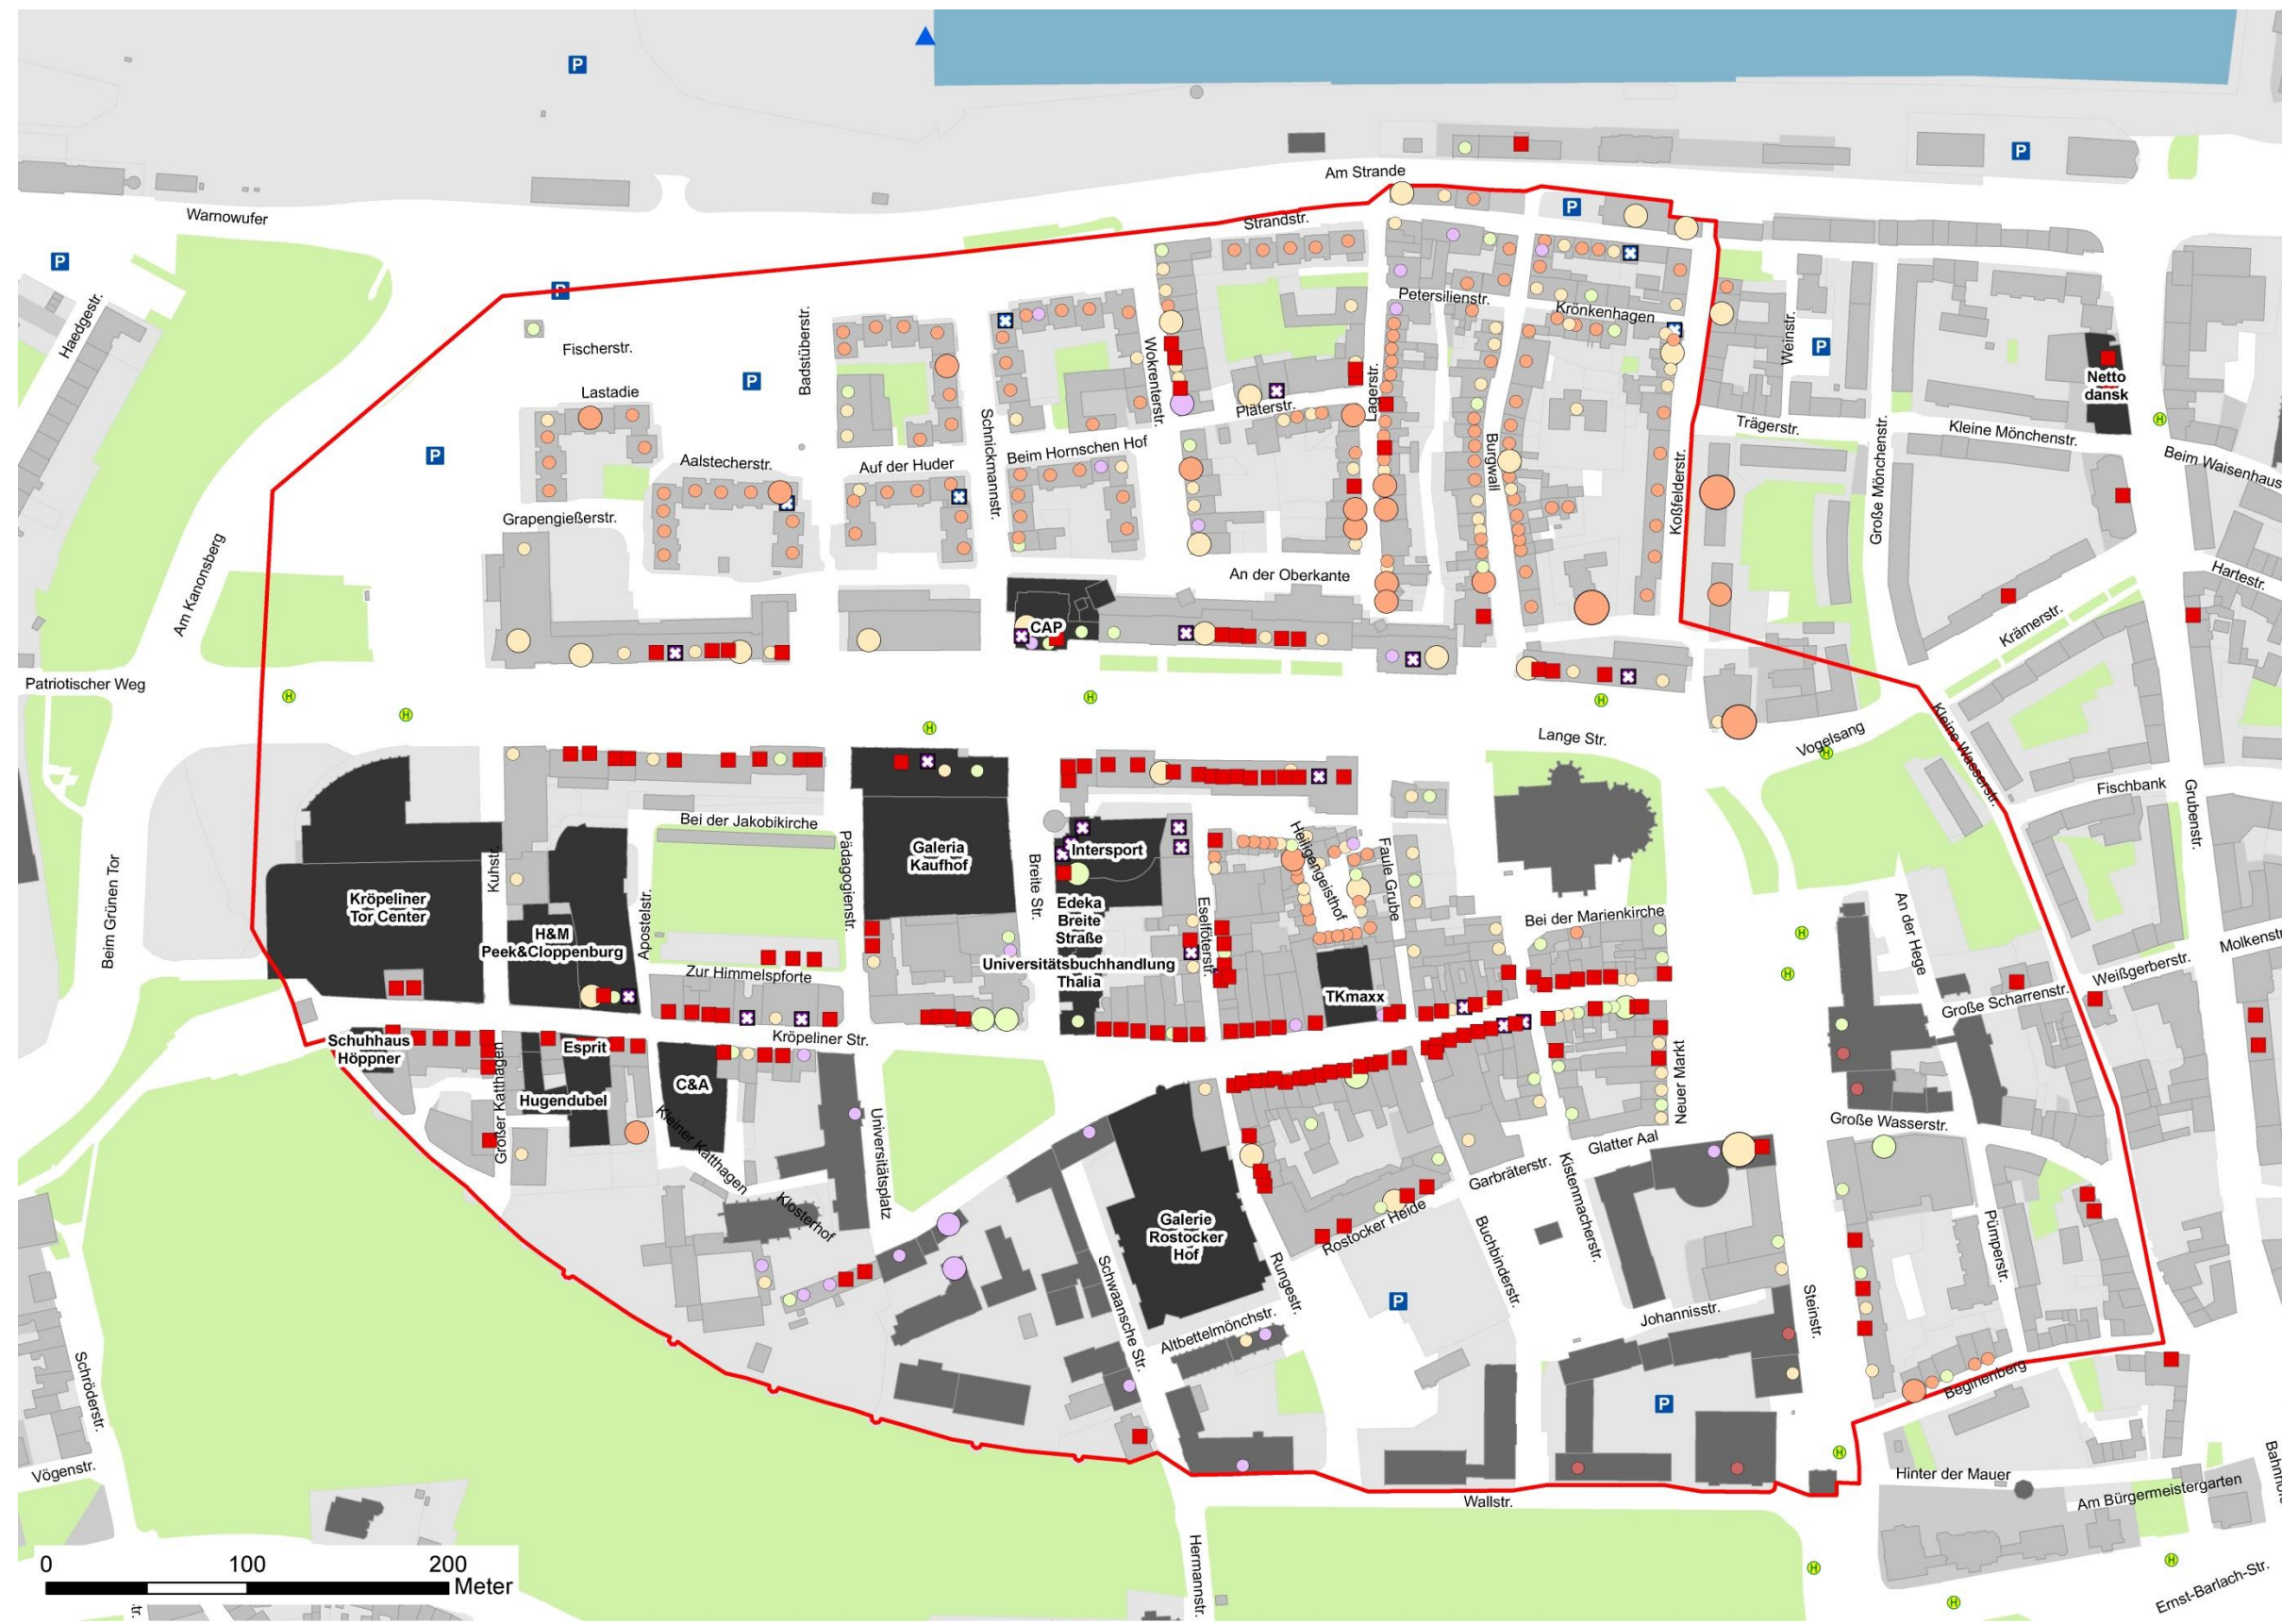 P
Am Strande
P
Warnowufer
P
Strandstr.
P
P
Haedgestr.
Petersilienstr.
Krönkenhagen
Fischerstr.
Badstüberstr.
Wokrenterstr.
Weinstr.
P
P
Netto
dansk
Lastadie
Pläterstr.
Lagerstr.
Schnickmannstr.
Trägerstr.
Kleine Mönchenstr.
H
P
Aalstecherstr.
Auf der Huder
Beim Hornschen Hof
Burgwall
Koßfelderstr.
Große Mönchenstr.
Beim Waisenhaus
Grapengießerstr.
Am Kanonsberg
An der Oberkante
Hartestr.
CAP
Krämerstr.
Patriotischer Weg
H
H
H
H
H
Lange Str.
Vogelsang
H
Kleine Wasserstr.
Fischbank
Grubenstr.
Bei der Jakobikirche
Kuhstr.
Pädagogienstr.
Galeria
Kaufhof
Breite Str.
Intersport
Heiligengeisthof
Faule Grube
Beim Grünen Tor
Kröpeliner
Tor Center
Apostelstr.
H&M
Peek&Cloppenburg
Edeka
Breite
Straße
Universitätsbuchhandlung
Thalia
Eselföterstr.
Bei der Marienkirche
H
H
An der Hege
Molkenstr
Weißgerberstr.
Große Scharrenstr.
Zur Himmelspforte
TKmaxx
Kröpeliner Str.
Schuhhaus
Höppner
Esprit
C&A
Hugendubel
Großer Katthagen
Kleiner Katthagen
Universitätsplatz
Klosterhof
Neuer Markt
Große Wasserstr.
Glatter Aal
Garbräterstr.
Kistenmacherstr.
Galerie
Rostocker
Hof
Rostocker Heide
Buchbinderstr.
Pümperstr.
Schwaansche Str.
Rungestr.
P
Altbettelmönchstr.
Johannisstr.
Steinstr.
Schröderstr.
Beginenberg
P
Vögenstr.
H
Hinter der Mauer
Wallstr.
Am Bürgermeistergarten
Hermannstr.
H
H
H
Ernst-Barlach-Str.
0 100 200
Meter